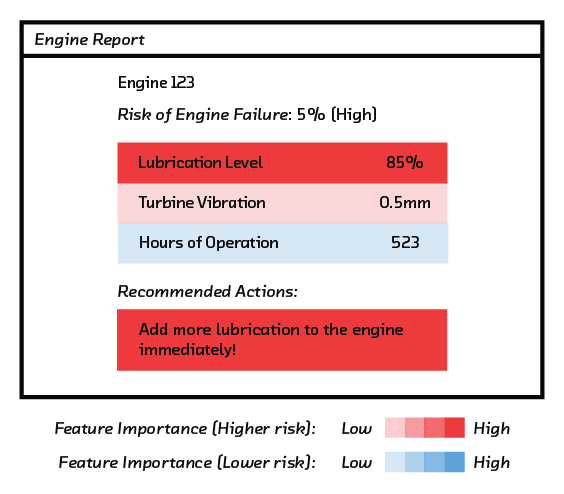 Engine Report
Engine 123
Risk of Engine Failure: 5% (High)
Lubrication Level 85%
Turbine Vibration 0.5mm
Hours of Operation 523
Recommended Actions:
Add more lubrication to the engine
immediately!
Feature Importance (Higher risk): Low High
Feature Importance (Lower risk): Low High